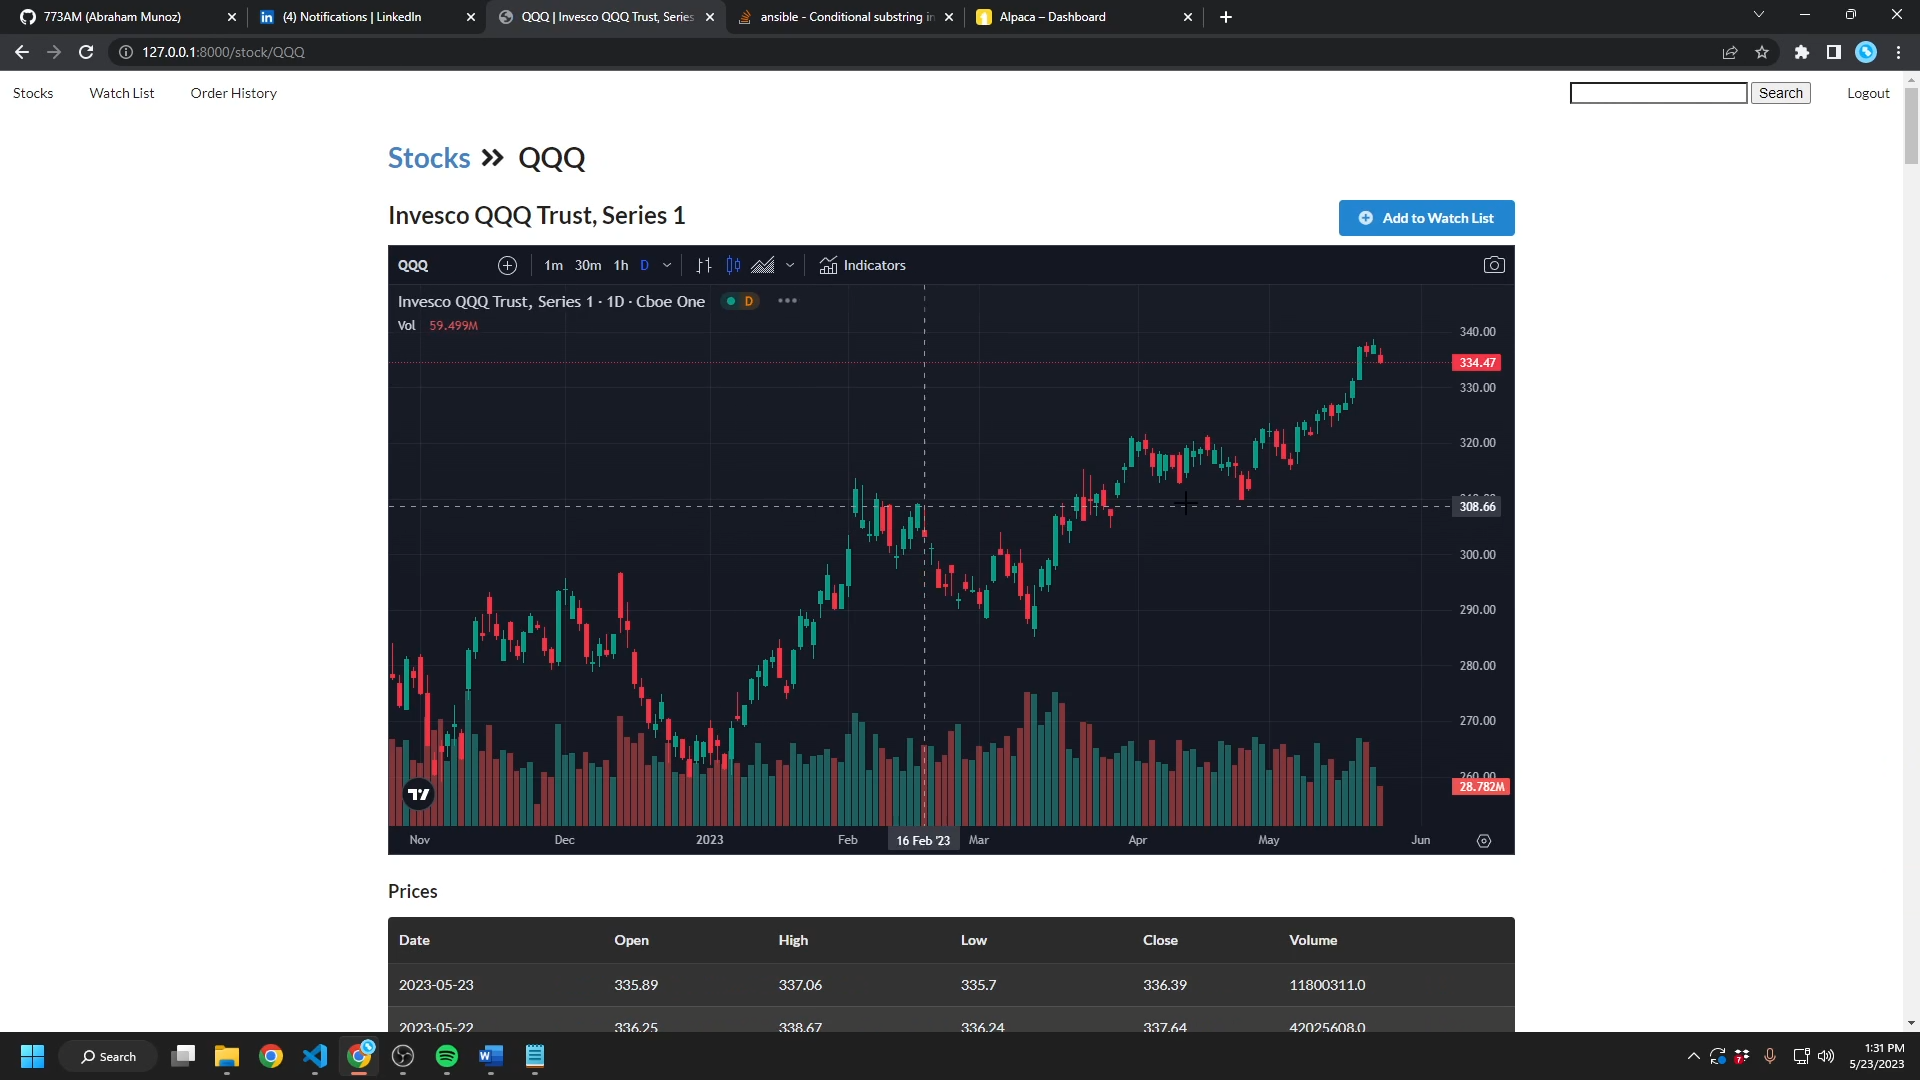 773AM (Abraham Munoz)
(4) Notifications | LinkedIn
QQQ | Invesco QQQ Trust, Series
ansible - Conditional substring in
Alpaca – Dashboard
127.0.0.1:8000/stock/QQQ
Stocks Watch List Order History Search Logout
Stocks QQQ
Invesco QQQ Trust, Series 1
Add to Watch List
QQQ 1m 30m 1h D Indicators
Invesco QQQ Trust, Series 1 · 1D · Cboe One D
Vol 59.499M
340.00
334.47
330.00
320.00
308.66
300.00
290.00
280.00
270.00
260.00
28.782M
Nov Dec 2023 Feb 16 Feb '23 Mar Apr May Jun
Prices
Date Open High Low Close Volume
2023-05-23 335.89 337.06 335.7 336.39 11800311.0
2023-05-22 336.25 338.67 336.24 337.64 42025608.0
Search
1:31 PM
5/23/2023